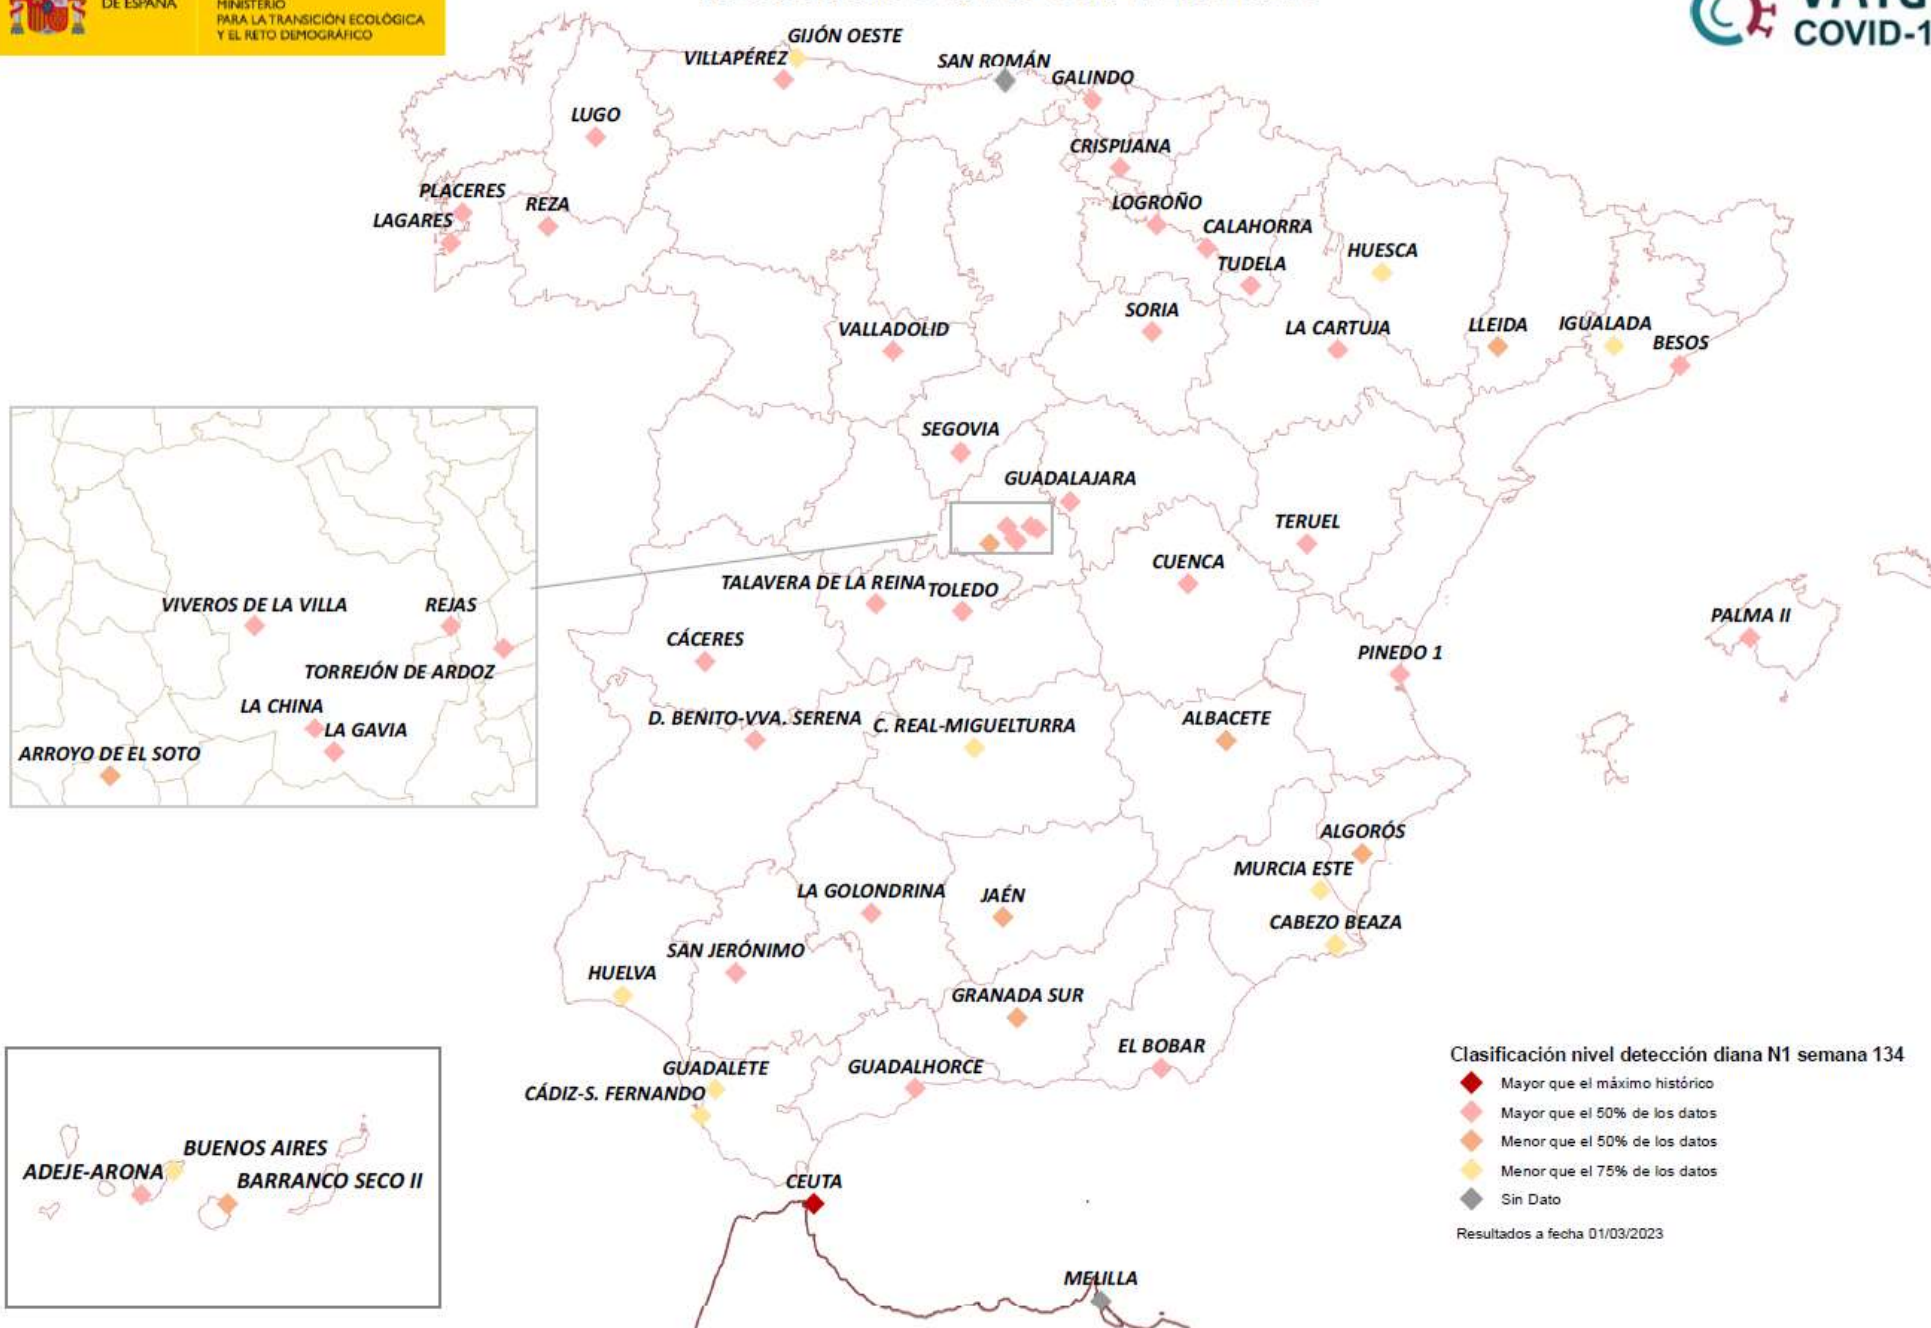 DE ESPAÑA
MINISTERIO
PARA LA TRANSICIÓN ECOLÓGICA
Y EL RETO DEMOGRÁFICO
COVID-1
GIJÓN OESTE
VILLAPÉREZ
SAN ROMÁN
GALINDO
LUGO
CRISPIJANA
PLACERES
REZA
LOGROÑO
LAGARES
CALAHORRA
HUESCA
TUDELA
SORIA
VALLADOLID
LA CARTUJA
LLEIDA
IGUALADA
BESOS
SEGOVIA
GUADALAJARA
TERUEL
CUENCA
TALAVERA DE LA REINA
TOLEDO
VIVEROS DE LA VILLA
REJAS
PALMA II
CÁCERES
PINEDO 1
TORREJÓN DE ARDOZ
LA CHINA
LA GAVIA
D. BENITO-VVA. SERENA
C. REAL-MIGUELTURRA
ALBACETE
ARROYO DE EL SOTO
ALGORÓS
MURCIA ESTE
LA GOLONDRINA
JAÉN
CABEZO BEAZA
SAN JERÓNIMO
HUELVA
GRANADA SUR
EL BOBAR
GUADALETE
GUADALHORCE
CÁDIZ-S. FERNANDO
Clasificación nivel detección diana N1 semana 134
Mayor que el máximo histórico
Mayor que el 50% de los datos
Menor que el 50% de los datos
Menor que el 75% de los datos
Sin Dato
Resultados a fecha 01/03/2023
BUENOS AIRES
ADEJE-ARONA
BARRANCO SECO II
CEUTA
MELILLA